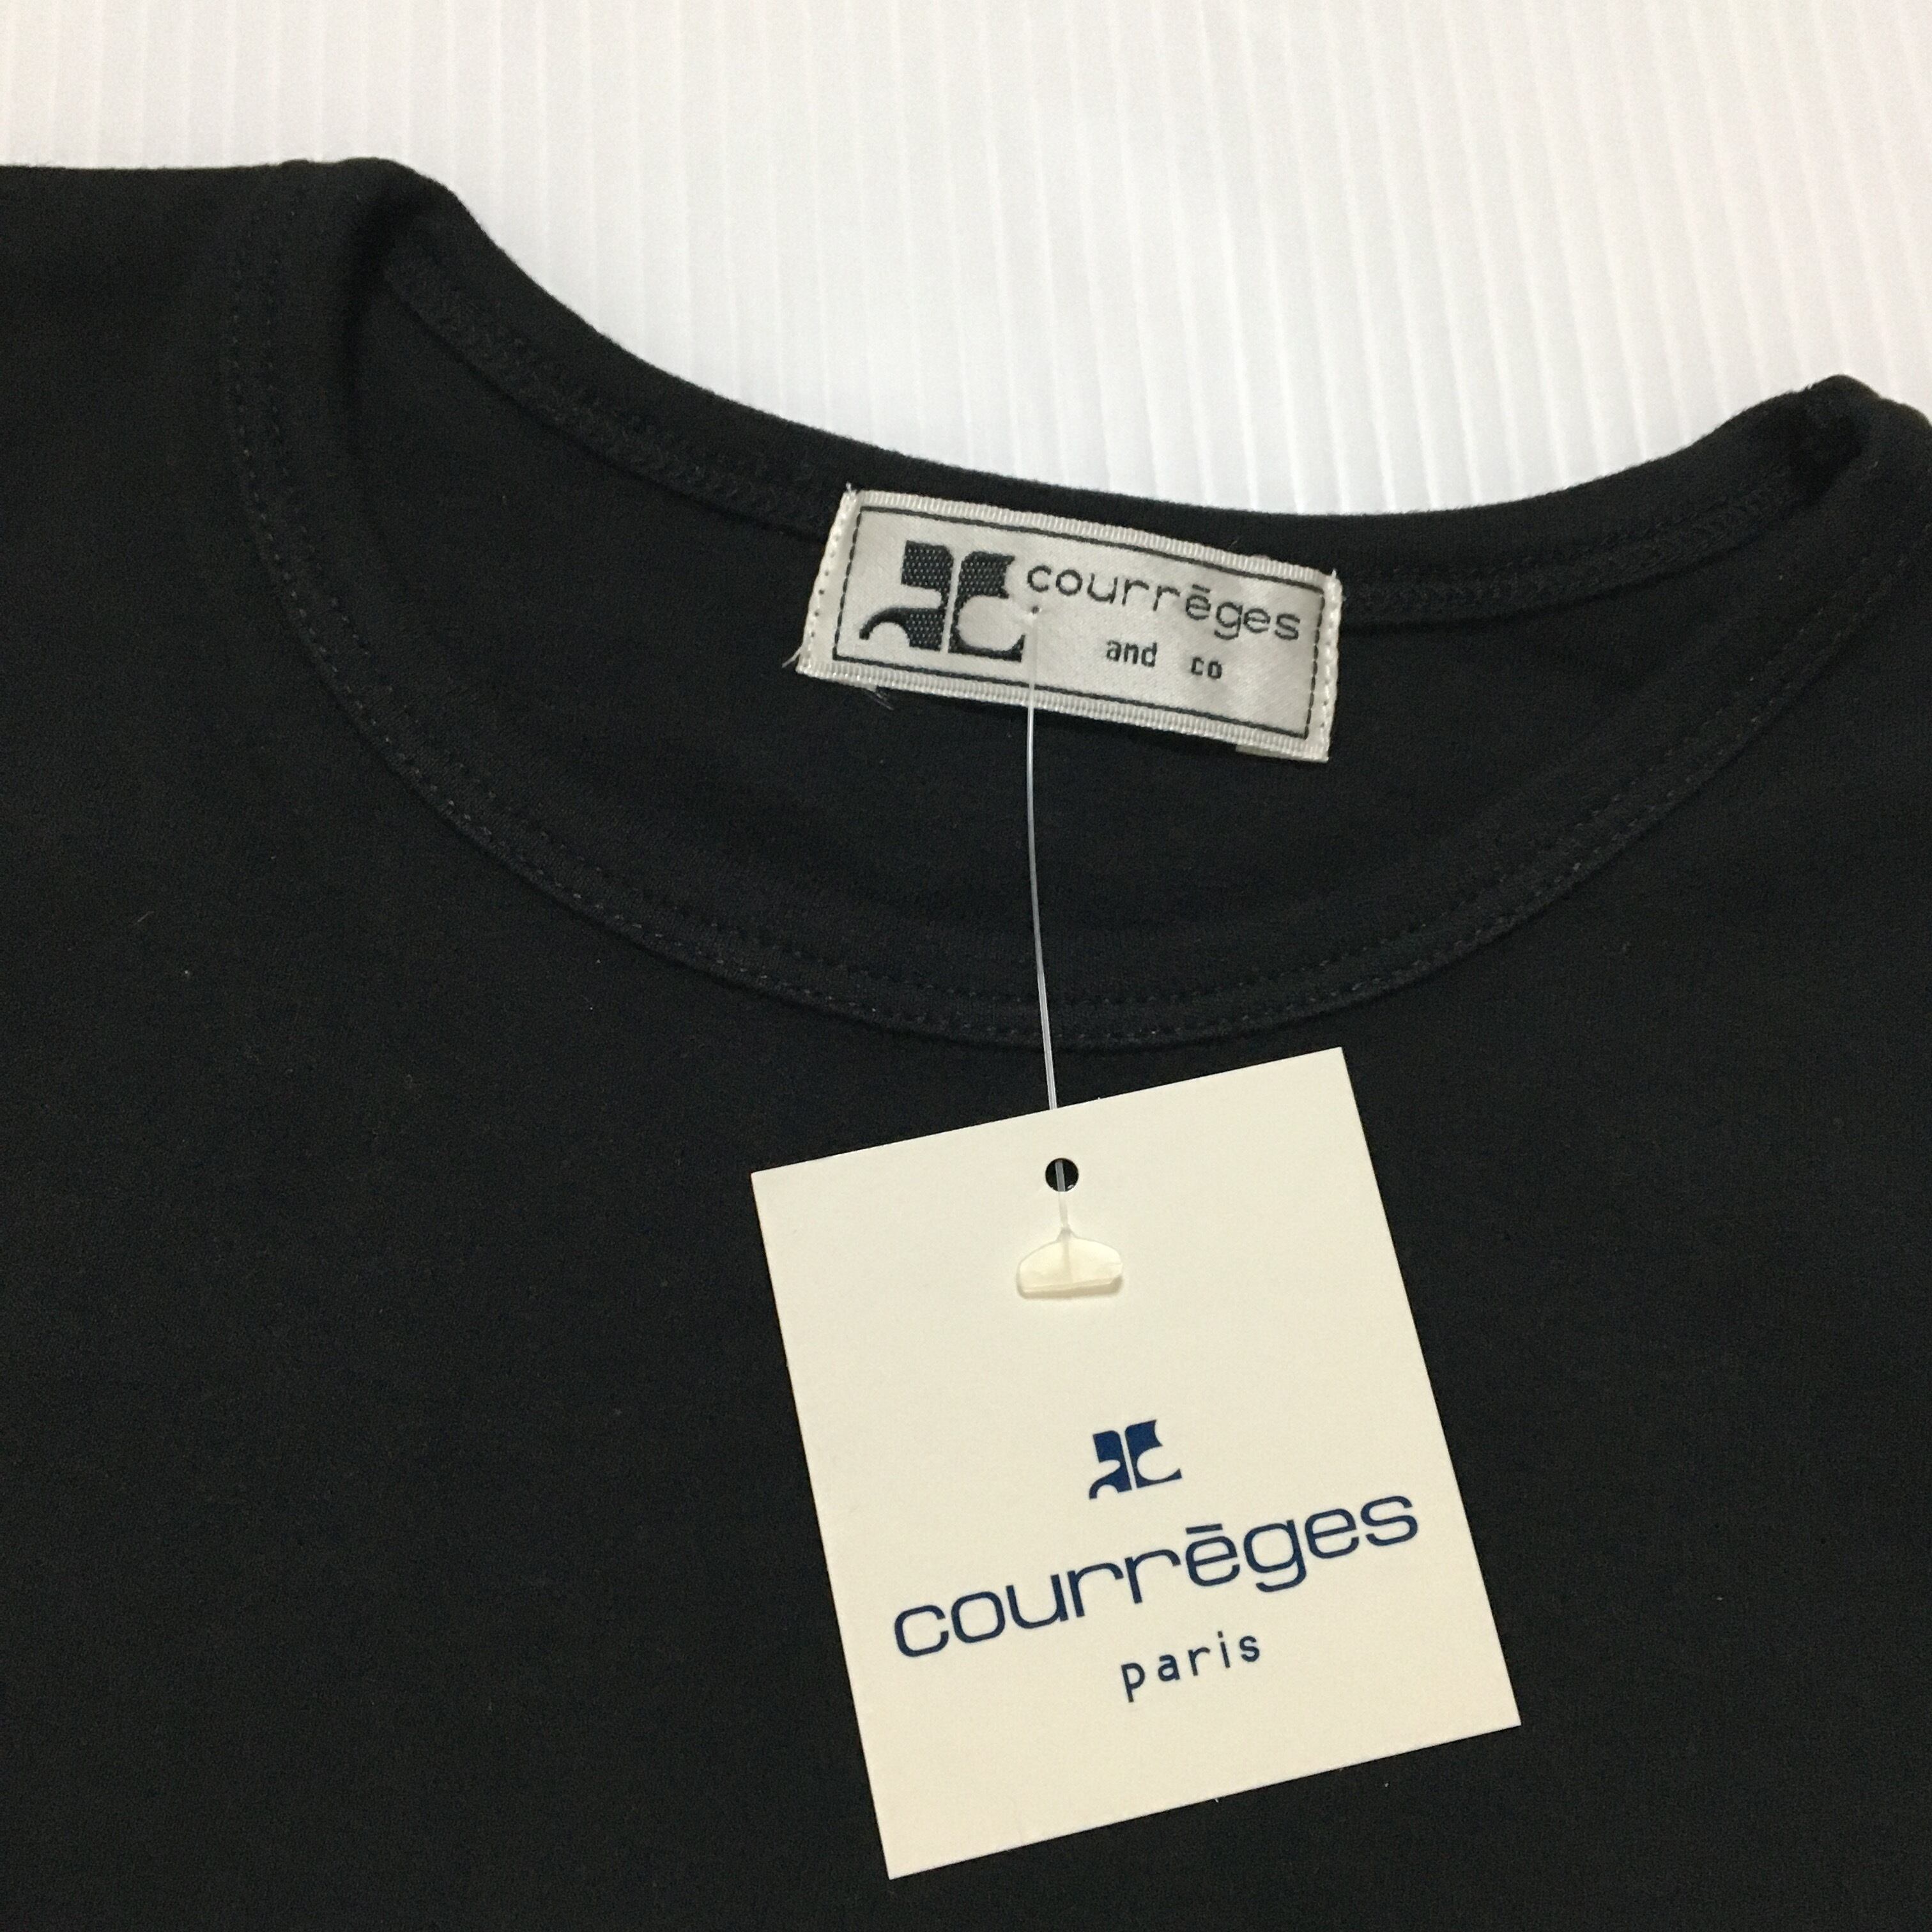 courrēges
and co
courrēges
paris